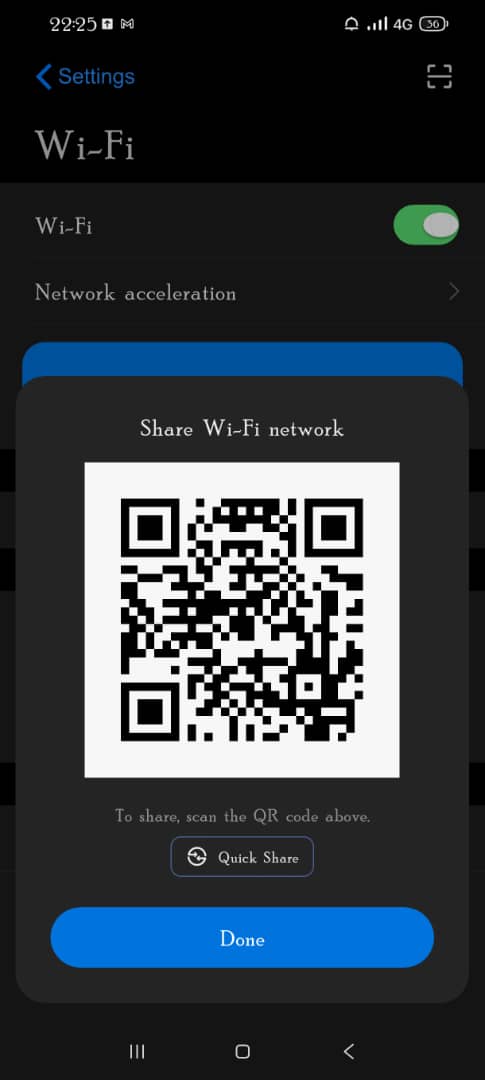 22:25
4G 36
Settings
Wi-Fi
Wi-Fi
Network acceleration
Share Wi-Fi network
To share, scan the QR code above.
Quick Share
Done